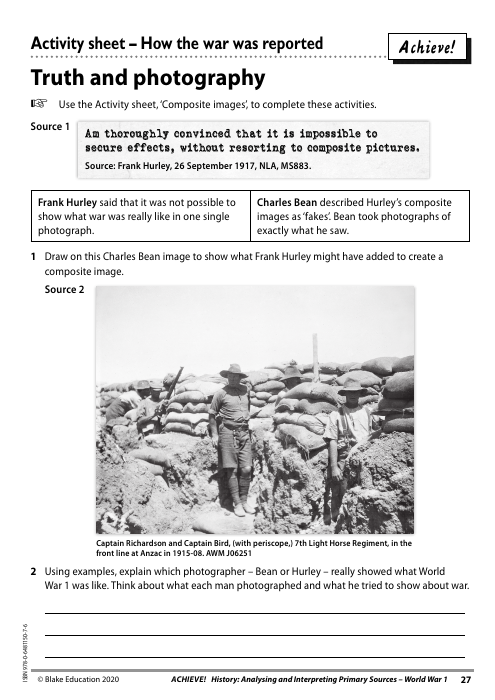 Activity sheet – How the war was reported
Achieve!
Truth and photography
Use the Activity sheet, ‘Composite images’, to complete these activities.
Source 1
Am thoroughly convinced that it is impossible to
secure effects, without resorting to composite pictures.
Source: Frank Hurley, 26 September 1917, NLA, MS883.
Frank Hurley said that it was not possible to
show what war was really like in one single
photograph.
Charles Bean described Hurley’s composite
images as ‘fakes’. Bean took photographs of
exactly what he saw.
1 Draw on this Charles Bean image to show what Frank Hurley might have added to create a
composite image.
Source 2
Captain Richardson and Captain Bird, (with periscope,) 7th Light Horse Regiment, in the
front line at Anzac in 1915-08. AWM J06251
2 Using examples, explain which photographer – Bean or Hurley – really showed what World
War 1 was like. Think about what each man photographed and what he tried to show about war.
ISBN 978-0-6481150-7-6
© Blake Education 2020
ACHIEVE! History: Analysing and Interpreting Primary Sources – World War 1 27